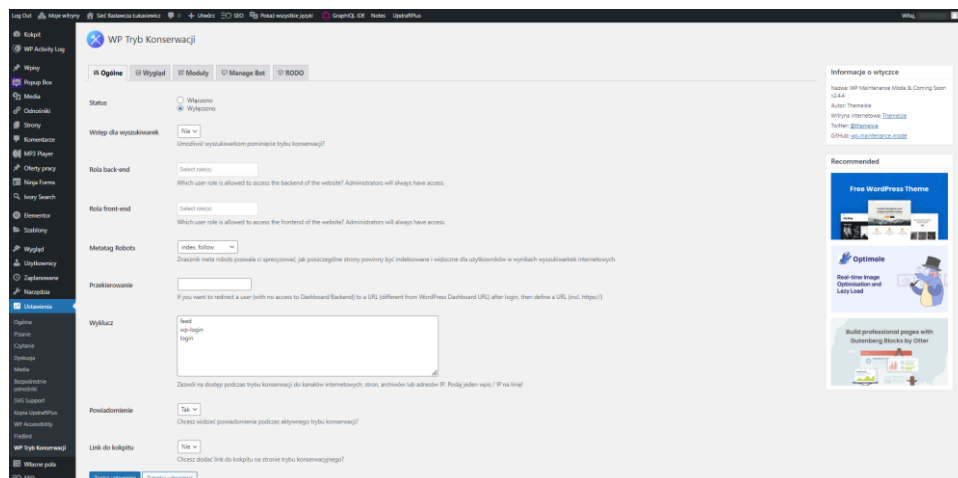 Log Out Moje witryny Sieć Badawcza Łukasiewicz 0 Utwórz SEO Pokaż wszystkie języki GraphiQL IDE Notes UpdraftPlus Witaj,
Kokpit
WP Activity Log
Wpisy
Popup Box
Media
Odnośniki
Strony
Komentarze
MP3 Player
Oferty pracy
Ninja Forms
Ivory Search
Elementor
Szablony
Wygląd
Użytkownicy
Zaplanowane
Narzędzia
Ustawienia
Ogólne
Pisanie
Czytanie
Dyskusja
Media
Bezpośrednie
odnośniki
SVG Support
Kopia UpdraftPlus
WP Accessibility
FileBird
WP Tryb Konserwacji
Własne pola
SEO
WP Tryb Konserwacji
Ogólne Wygląd Moduły Manage Bot RODO
Status
Włączono
Wyłączono
Wstęp dla wyszukiwarek
Nie
Umożliwić wyszukiwarkom pominięcie trybu konserwacji?
Rola back-end
Select role(s)
Which user role is allowed to access the backend of the website? Administrators will always have access.
Rola front-end
Select role(s)
Which user role is allowed to access the frontend of the website? Administrators will always have access.
Metatag Robots
index, follow
Znacznik meta robots pozwala ci sprecyzować, jak poszczególne strony powinny być indeksowane i widoczne dla użytkowników w wynikach wyszukiwarek internetowych.
Przekierowanie
If you want to redirect a user (with no access to Dashboard/Backend) to a URL (different from WordPress Dashboard URL) after login, then define a URL (incl. https://)
Wyklucz
feed
wp-login
login
Zezwól na dostęp podczas trybu konserwacji do kanałów internetowych, stron, archiwów lub adresów IP. Podaj jeden wpis / IP na linię!
Powiadomienie
Tak
Chcesz widzieć powiadomienia podczas aktywnego trybu konserwacji?
Link do kokpitu
Nie
Chcesz dodać link do kokpitu na stronie trybu konserwacyjnego?
Informacje o wtyczce
Nazwa: WP Maintenance Mode & Coming Soon
v2.4.4
Autor: Themeisle
Witryna internetowa: Themeisle
Twitter: @themeisle
GitHub: wp-maintenance-mode
Recommended
Free WordPress Theme
Optimole
Real-time Image
Optimisation and
Lazy Load
Build professional pages with
Gutenberg Blocks by Otter